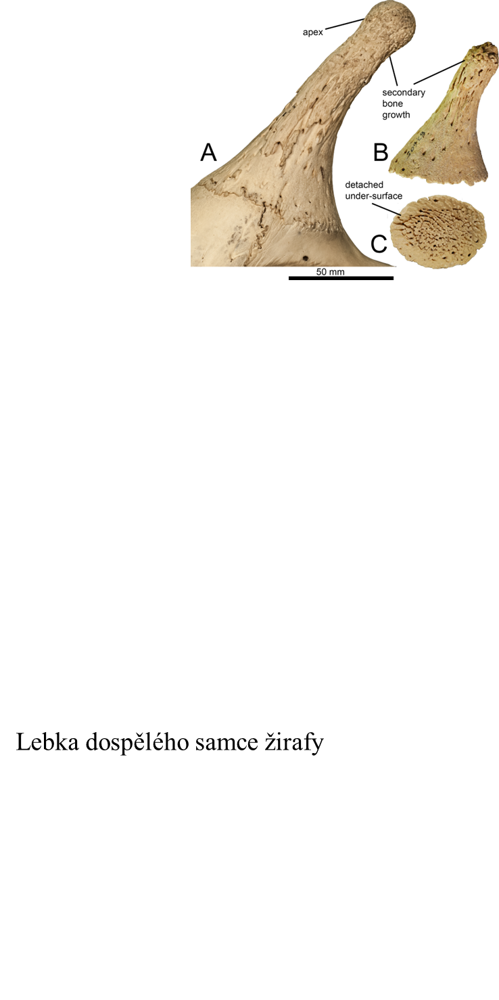 apex
secondary
bone
growth
A
B
detached
under-surface
C
50 mm
Lebka dospělého samce žirafy